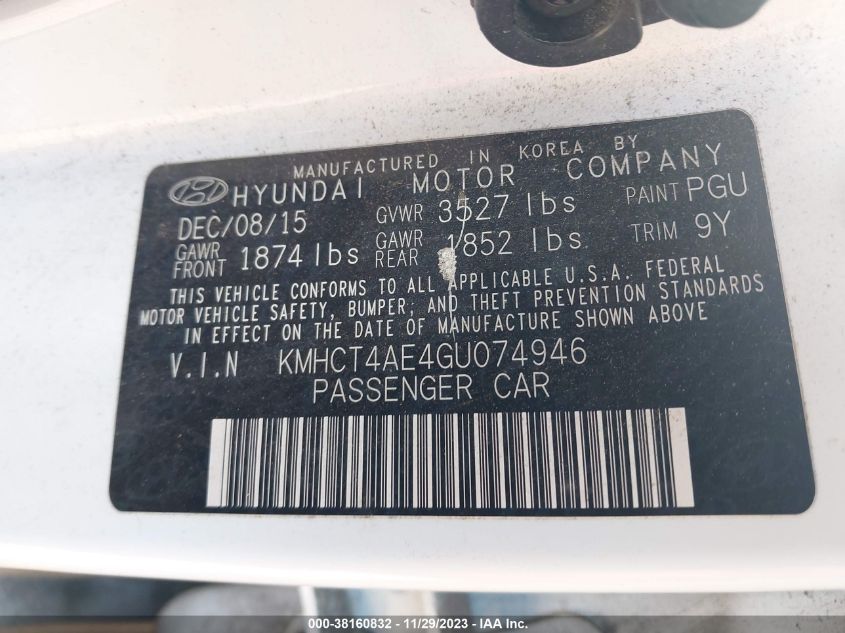 MANUFACTURED IN KOREA BY
HYUNDAI MOTOR COMPANY
DEC/08/15 GVWR 3527 lbs PAINT PGU
GAWR FRONT 1874 lbs GAWR REAR 1852 lbs TRIM 9Y
THIS VEHICLE CONFORMS TO ALL APPLICABLE U.S.A. FEDERAL
MOTOR VEHICLE SAFETY, BUMPER, AND THEFT PREVENTION STANDARDS
IN EFFECT ON THE DATE OF MANUFACTURE SHOWN ABOVE
V.I.N KMHCT4AE4GU074946
PASSENGER CAR
000-38160832 - 11/29/2023 - IAA Inc.